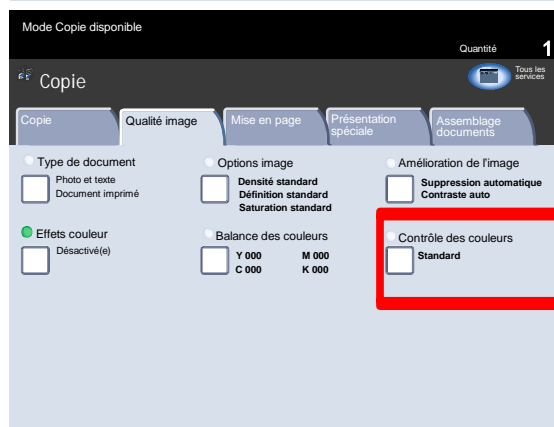 Mode Copie disponible
Quantité
1
Tous les
services
Copie
Copie
Qualité image
Mise en page
Présentation
spéciale
Assemblage
documents
Type de document
Photo et texte
Document imprimé
Options image
Densité standard
Définition standard
Saturation standard
Amélioration de l'image
Suppression automatique
Contraste auto
Effets couleur
Désactivé(e)
Balance des couleurs
Y 000 M 000
C 000 K 000
Contrôle des couleurs
Standard